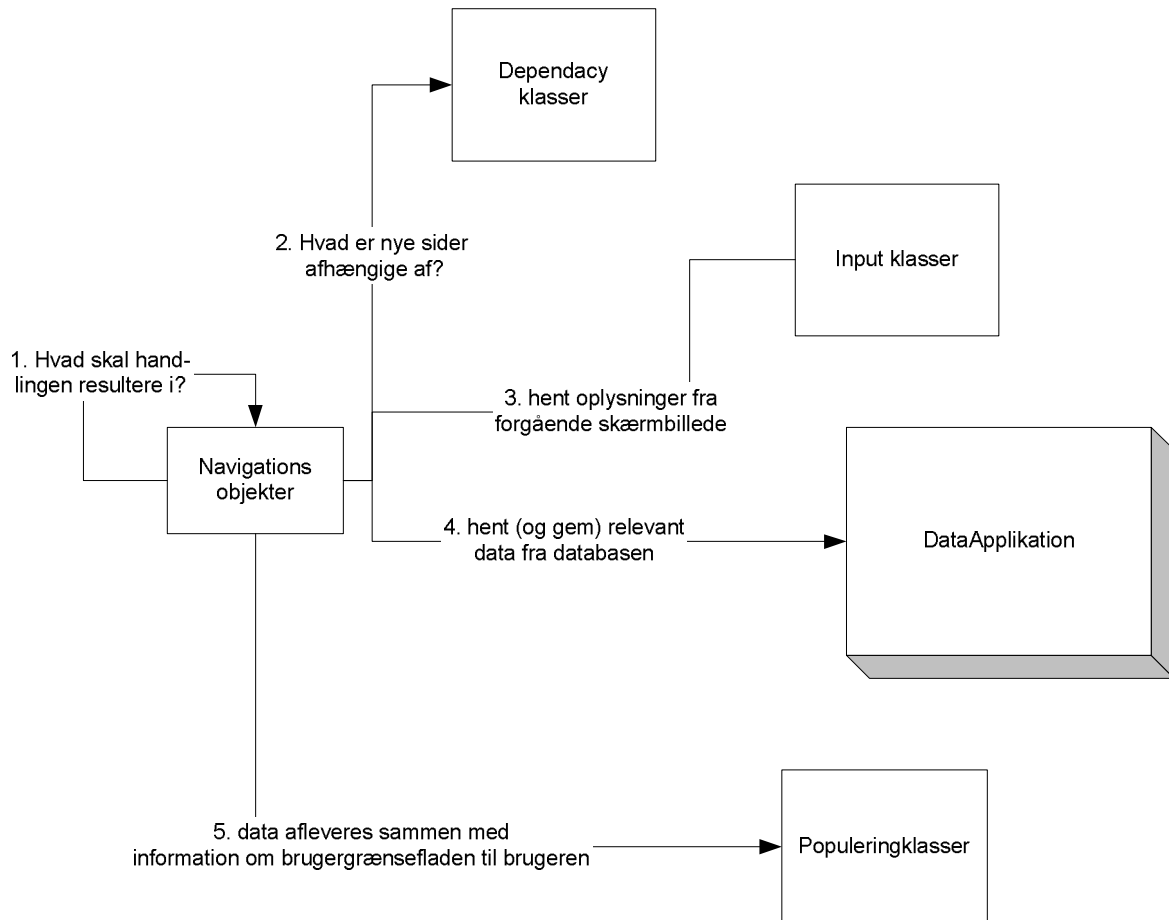 Dependacy
klasser
2. Hvad er nye sider
afhængige af?
Input klasser
1. Hvad skal hand-
lingen resultere i?
3. hent oplysninger fra
forgående skærmbillede
Navigations
objekter
4. hent (og gem) relevant
data fra databasen
DataApplikation
5. data afleveres sammen med
information om brugergrænsefladen til brugeren
Populeringklasser